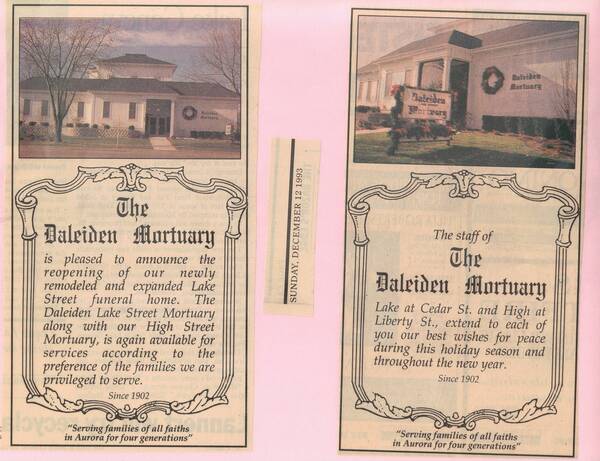 Daleiden
Mortuary
The
Daleiden Mortuary
is pleased to announce the
reopening of our newly
remodeled and expanded Lake
Street funeral home. The
Daleiden Lake Street Mortuary
along with our High Street
Mortuary, is again available for
services according to the
preference of the families we are
privileged to serve.
Since 1902
"Serving families of all faiths
in Aurora for four generations"
SUNDAY, DECEMBER 12 1993
Daleiden
Mortuary
Daleiden
Mortuary
The staff of
The
Daleiden Mortuary
Lake at Cedar St. and High at
Liberty St., extend to each of
you our best wishes for peace
during this holiday season and
throughout the new year.
Since 1902
"Serving families of all faiths
in Aurora for four generations"